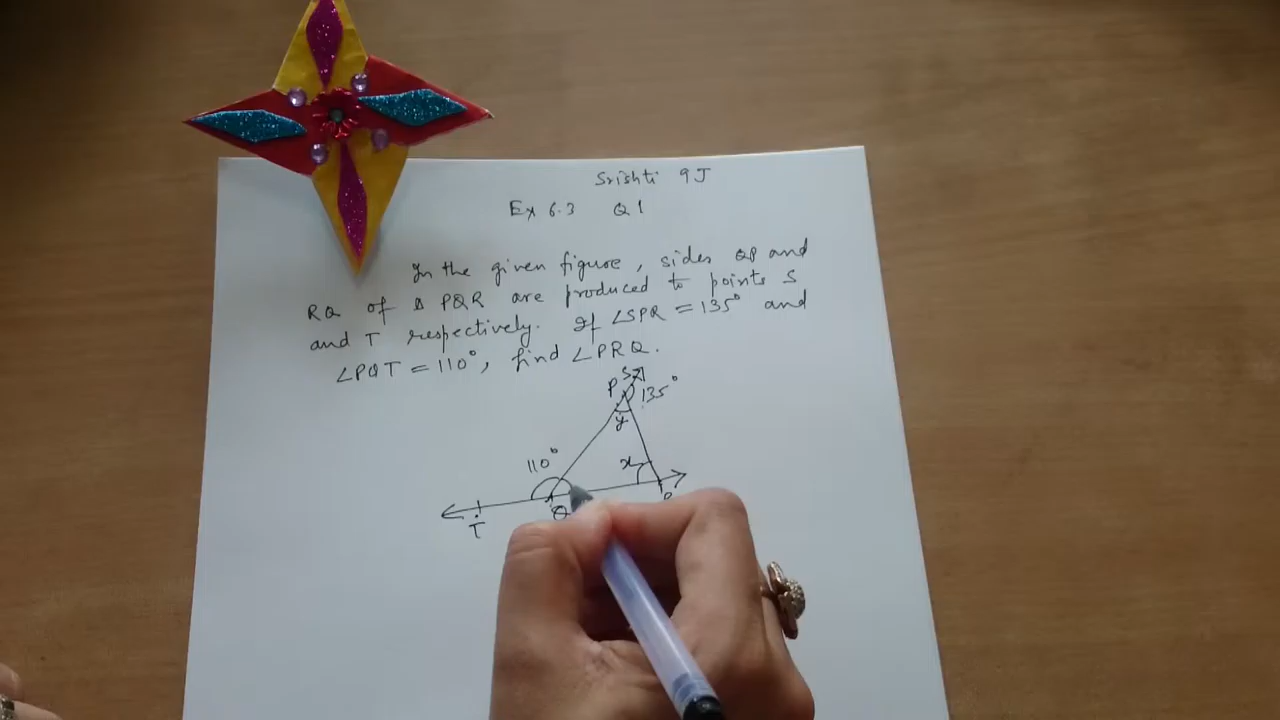 Srishti 9J
Ex 6.3 Q1
In the given figure, sides QP and
RQ of Δ PQR are produced to points S
and T respectively. If ∠SPR = 135° and
∠PQT = 110°, find ∠PRQ.
S
P 135°
y
110° x
Q
T